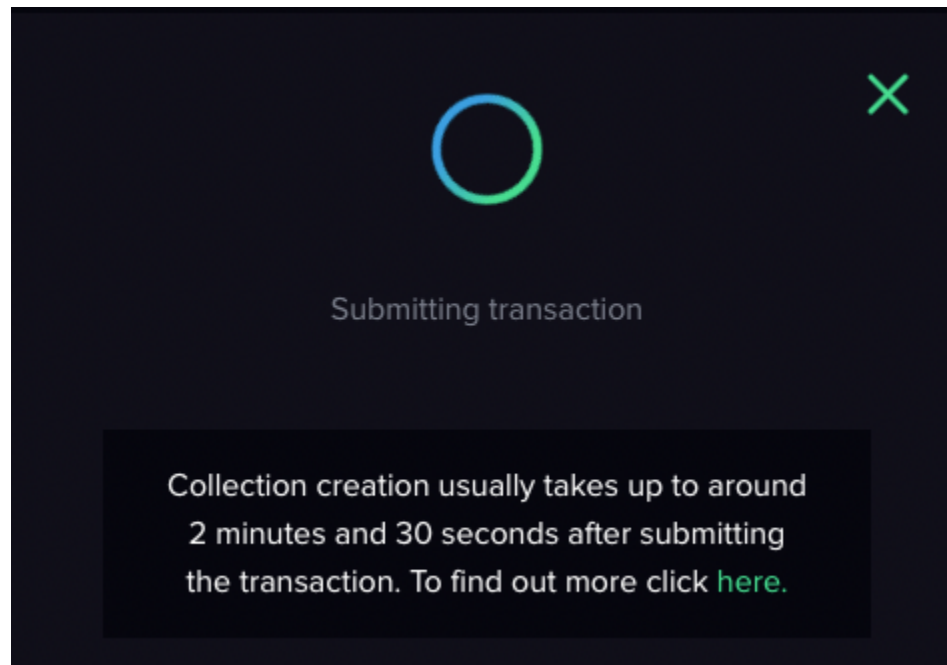 Submitting transaction
Collection creation usually takes up to around
2 minutes and 30 seconds after submitting
the transaction. To find out more click here.